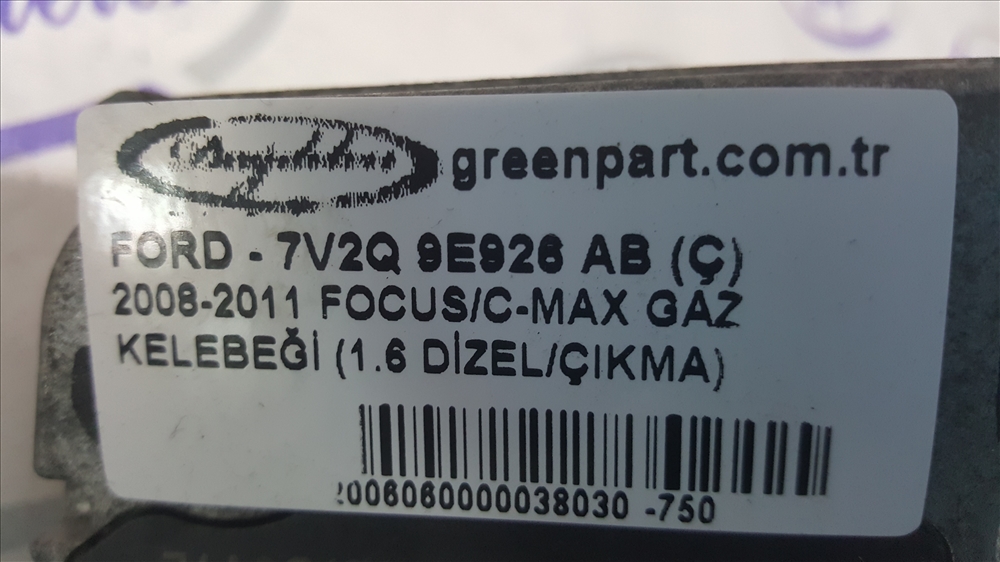 greenpart.com.tr
FORD - 7V2Q 9E926 AB (Ç)
2008-2011 FOCUS/C-MAX GAZ
KELEBEĞİ (1.6 DİZEL/ÇIKMA)
2006060000038030 -750